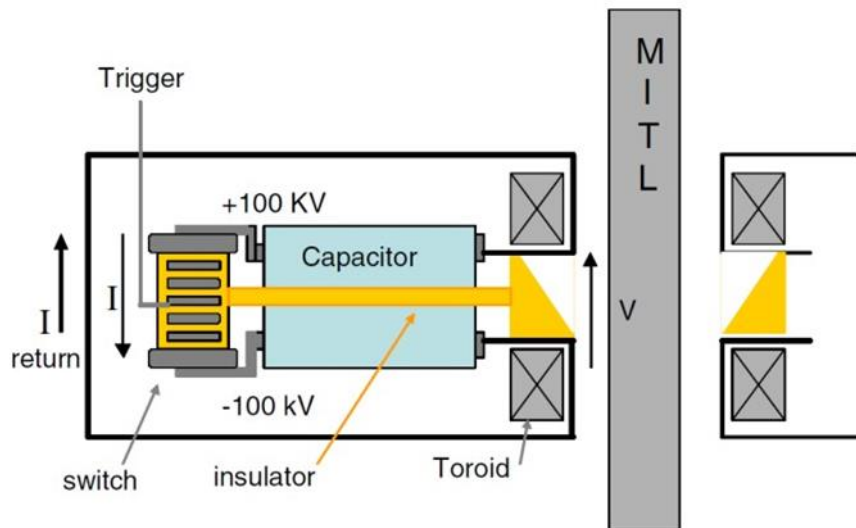 M
I
T
L
Trigger
+100 KV
Capacitor
I
I
return
V
-100 kV
switch
insulator
Toroid